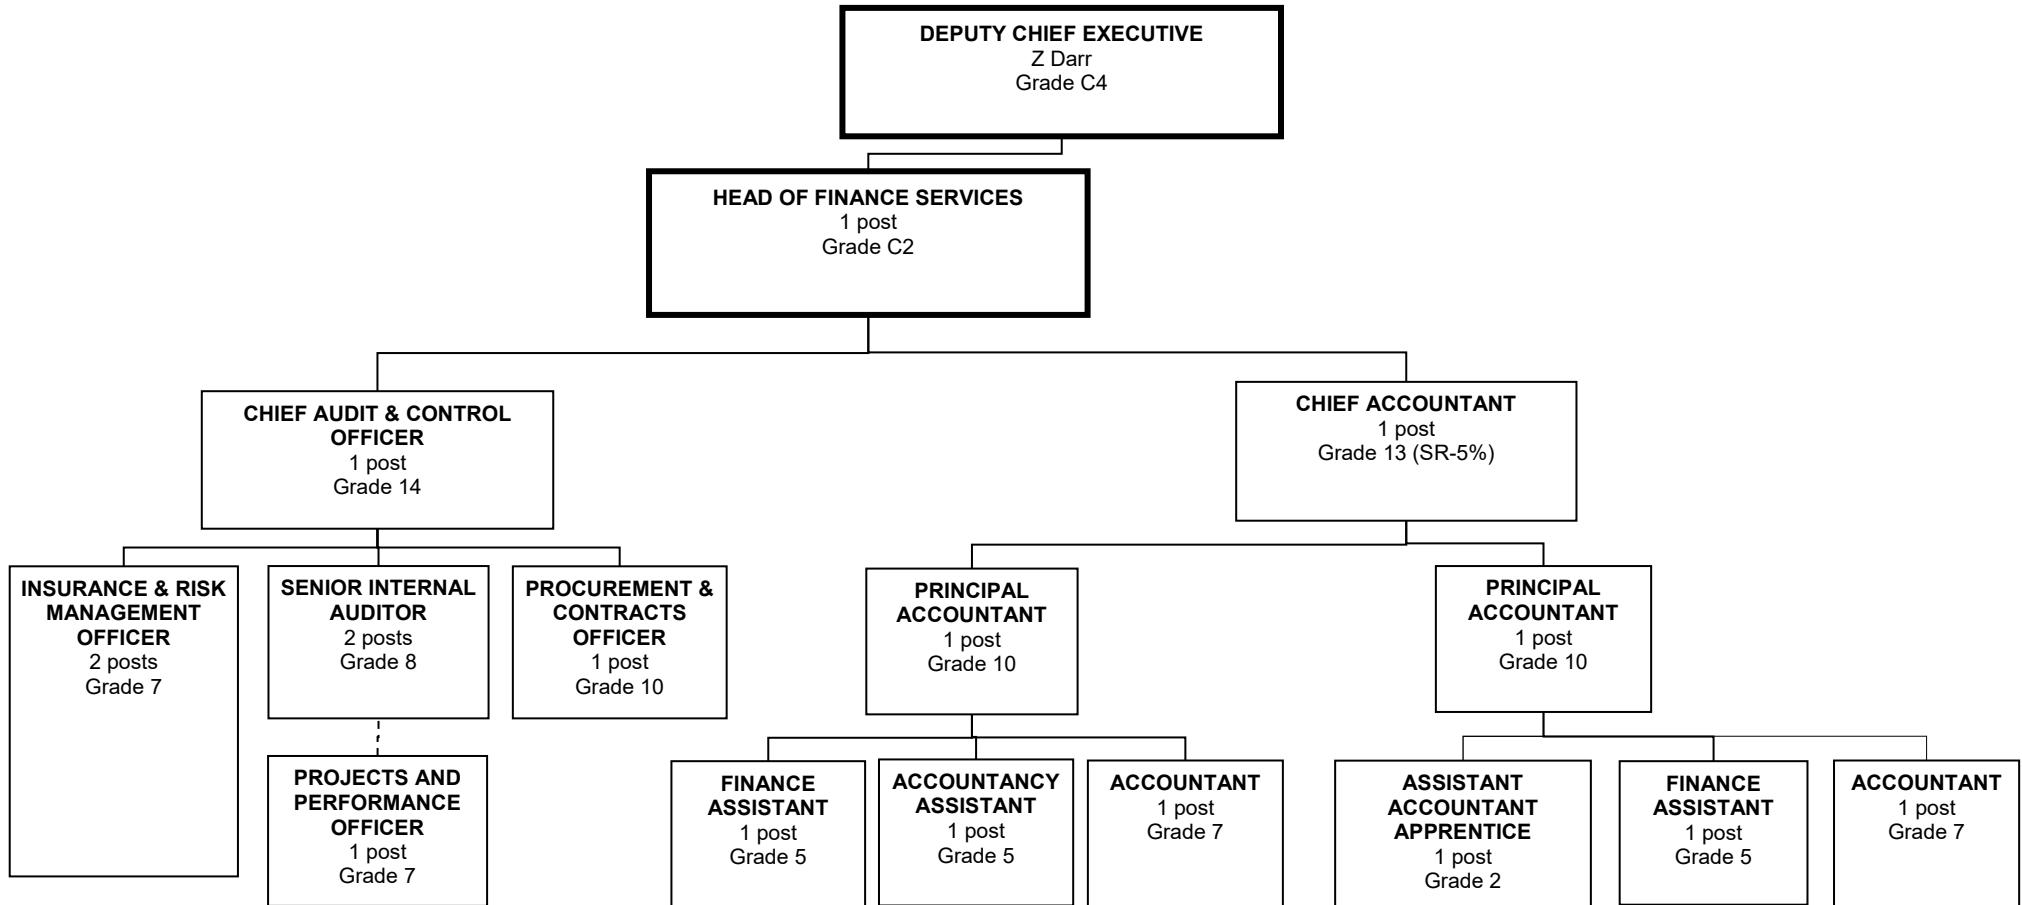 DEPUTY CHIEF EXECUTIVE
Z Darr
Grade C4
HEAD OF FINANCE SERVICES
1 post
Grade C2
CHIEF AUDIT & CONTROL
OFFICER
1 post
Grade 14
CHIEF ACCOUNTANT
1 post
Grade 13 (SR-5%)
INSURANCE & RISK
MANAGEMENT
OFFICER
2 posts
Grade 7
SENIOR INTERNAL
AUDITOR
2 posts
Grade 8
PROCUREMENT &
CONTRACTS
OFFICER
1 post
Grade 10
PRINCIPAL
ACCOUNTANT
1 post
Grade 10
PRINCIPAL
ACCOUNTANT
1 post
Grade 10
PROJECTS AND
PERFORMANCE
OFFICER
1 post
Grade 7
FINANCE
ASSISTANT
1 post
Grade 5
ACCOUNTANCY
ASSISTANT
1 post
Grade 5
ACCOUNTANT
1 post
Grade 7
ASSISTANT
ACCOUNTANT
APPRENTICE
1 post
Grade 2
FINANCE
ASSISTANT
1 post
Grade 5
ACCOUNTANT
1 post
Grade 7